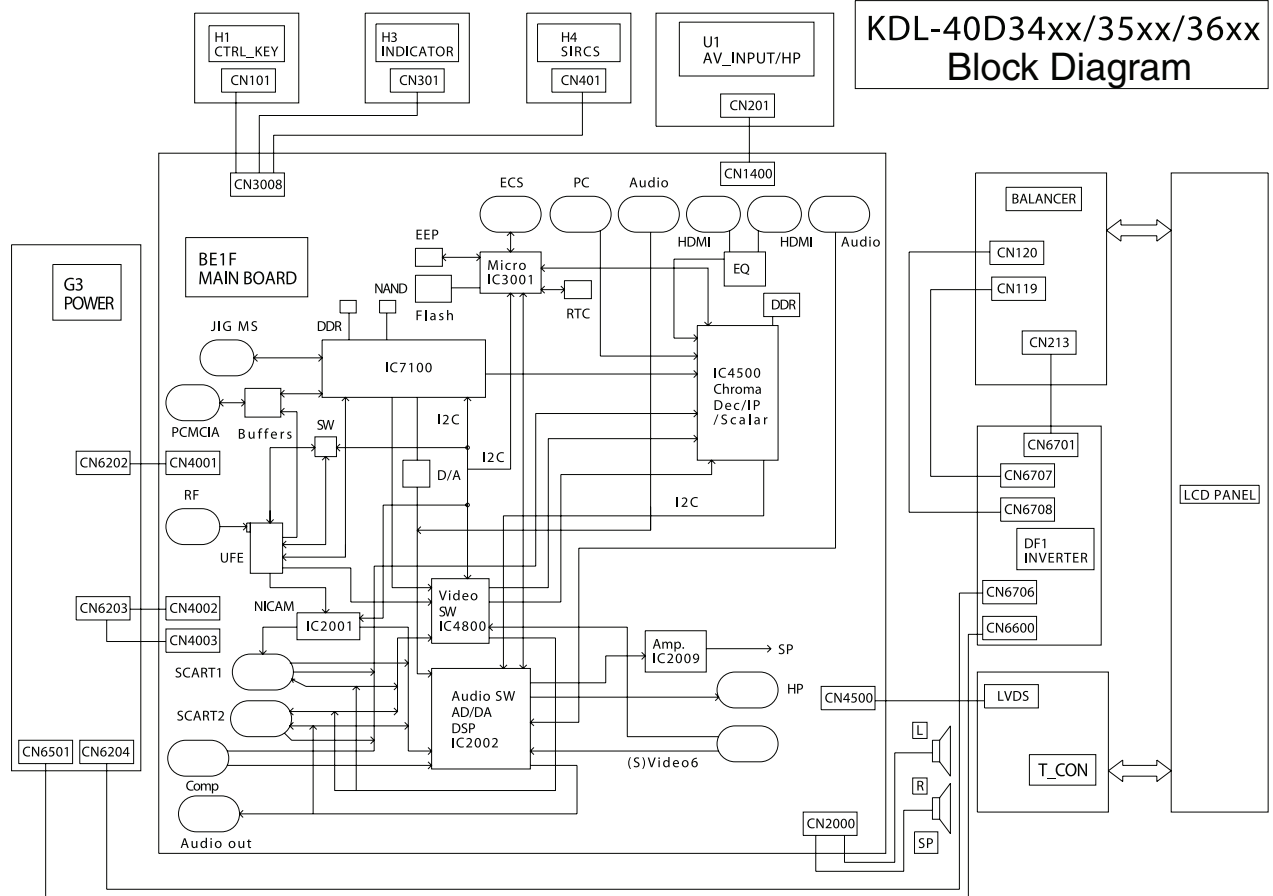 KDL-40D34xx/35xx/36xx
Block Diagram
H1
CTRL_KEY
CN101
H3
INDICATOR
CN301
H4
SIRCS
CN401
U1
AV_INPUT/HP
CN201
CN3008
CN1400
BE1F
MAIN BOARD
G3
POWER
ECS
PC
Audio
HDMI
HDMI
Audio
EEP
Micro
IC3001
EQ
Flash
RTC
NAND
DDR
DDR
JIG MS
IC7100
IC4500
Chroma
Dec/IP
/Scalar
PCMCIA
Buffers
SW
I2C
I2C
D/A
I2C
CN6202
CN4001
RF
UFE
NICAM
IC2001
Video
SW
IC4800
CN6203
CN4002
CN4003
SCART1
SCART2
Audio SW
AD/DA
DSP
IC2002
Amp.
IC2009
SP
HP
(S)Video6
Comp
Audio out
CN6501
CN6204
CN4500
CN2000
L
R
SP
BALANCER
CN120
CN119
CN213
CN6701
CN6707
CN6708
DF1
INVERTER
CN6706
CN6600
LVDS
T_CON
LCD PANEL